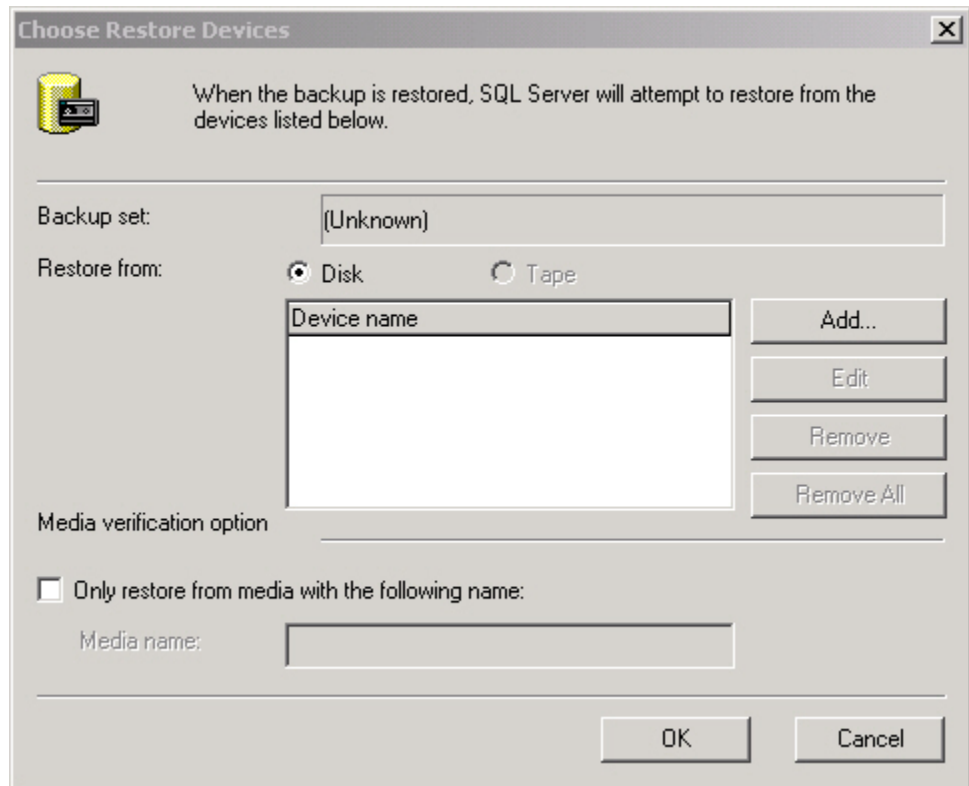 Choose Restore Devices
When the backup is restored, SQL Server will attempt to restore from the
devices listed below.
Backup set:
(Unknown)
Restore from:
Disk
Tape
Device name
Add...
Edit
Remove
Remove All
Media verification option
Only restore from media with the following name:
Media name:
OK
Cancel